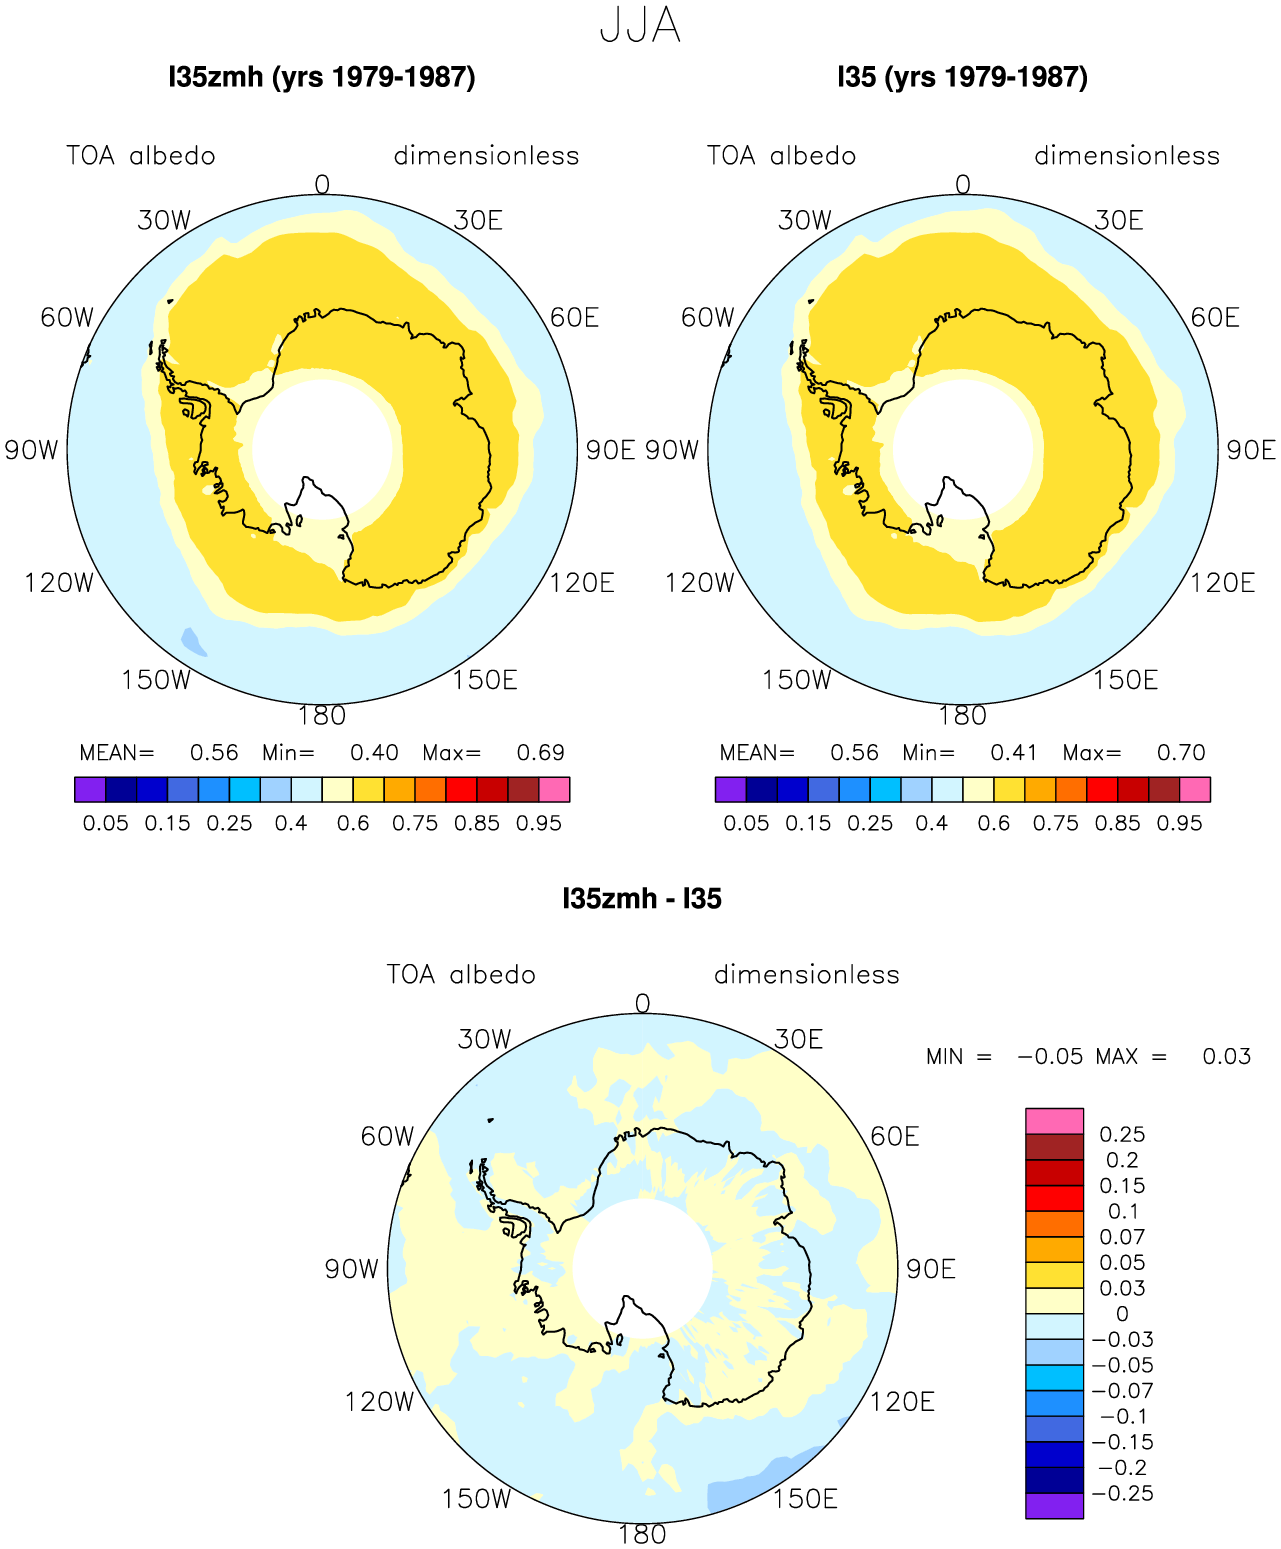 JJA
I35zmh (yrs 1979-1987)
I35 (yrs 1979-1987)
TOA albedo dimensionless
0
30W 30E
60W 60E
90W 90E
120W 120E
150W 150E
180
MEAN= 0.56 Min= 0.40 Max= 0.69
0.05 0.15 0.25 0.4 0.6 0.75 0.85 0.95
TOA albedo dimensionless
0
30W 30E
60W 60E
90W 90E
120W 120E
150W 150E
180
MEAN= 0.56 Min= 0.41 Max= 0.70
0.05 0.15 0.25 0.4 0.6 0.75 0.85 0.95
I35zmh - I35
TOA albedo dimensionless
0
30W 30E
60W 60E
90W 90E
120W 120E
150W 150E
180
MIN = -0.05 MAX = 0.03
0.25
0.2
0.15
0.1
0.07
0.05
0.03
0
-0.03
-0.05
-0.07
-0.1
-0.15
-0.2
-0.25